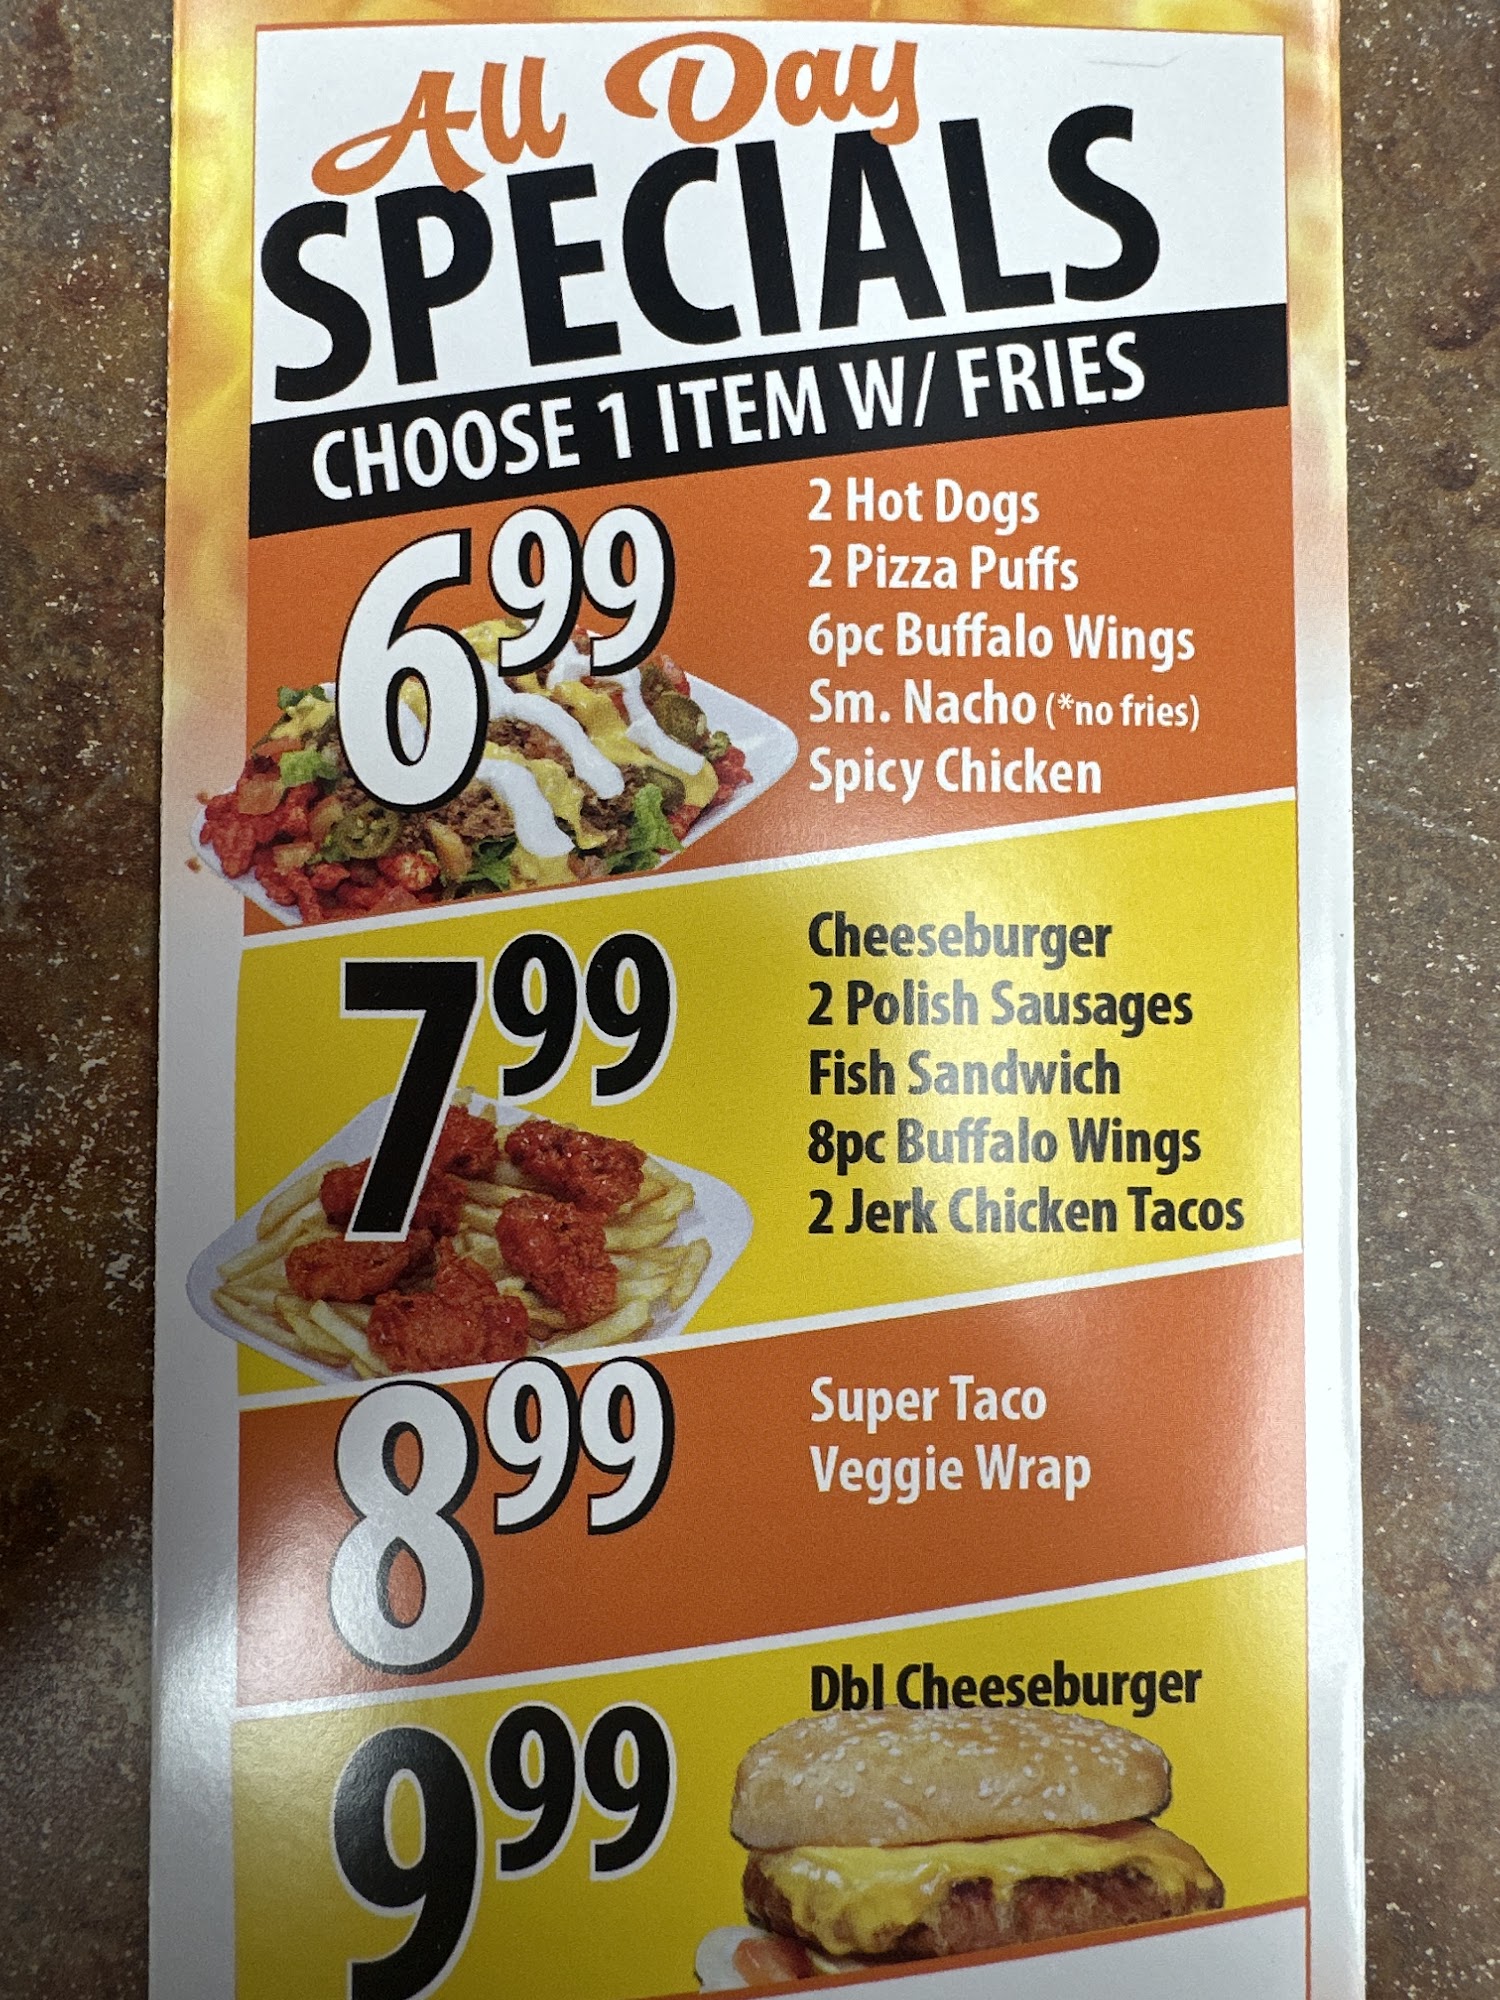 All Day
SPECIALS
CHOOSE 1 ITEM W/ FRIES
6.99
2 Hot Dogs
2 Pizza Puffs
6pc Buffalo Wings
Sm. Nacho (*no fries)
Spicy Chicken
7.99
Cheeseburger
2 Polish Sausages
Fish Sandwich
8pc Buffalo Wings
2 Jerk Chicken Tacos
8.99
Super Taco
Veggie Wrap
9.99
Dbl Cheeseburger